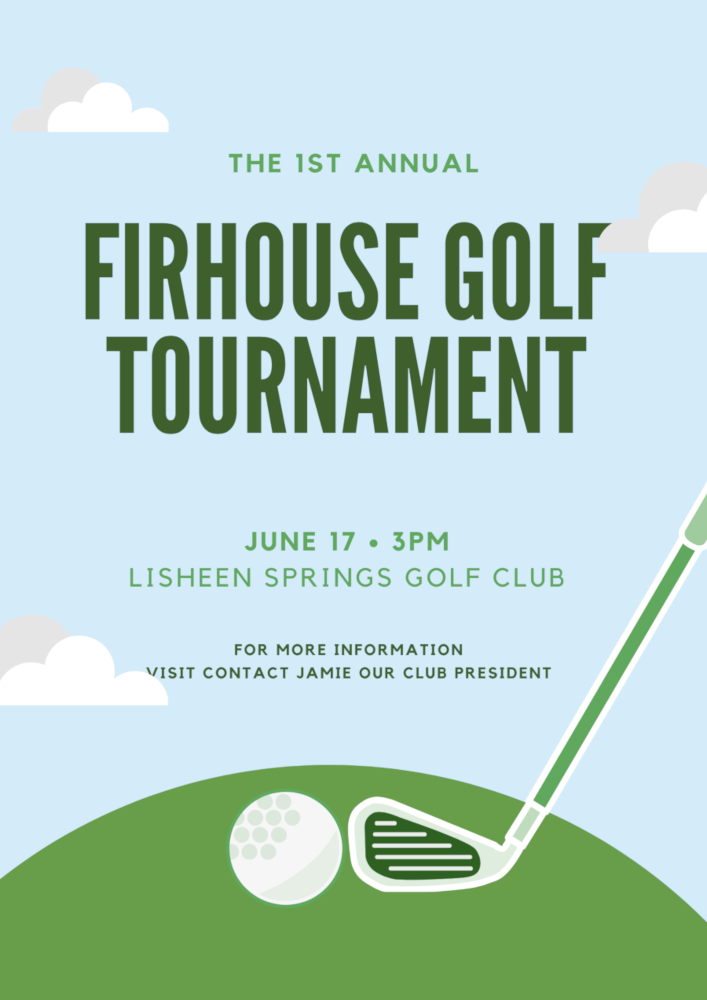 THE 1ST ANNUAL
FIRHOUSE GOLF
TOURNAMENT
JUNE 17 • 3PM
LISHEEN SPRINGS GOLF CLUB
FOR MORE INFORMATION
VISIT CONTACT JAMIE OUR CLUB PRESIDENT